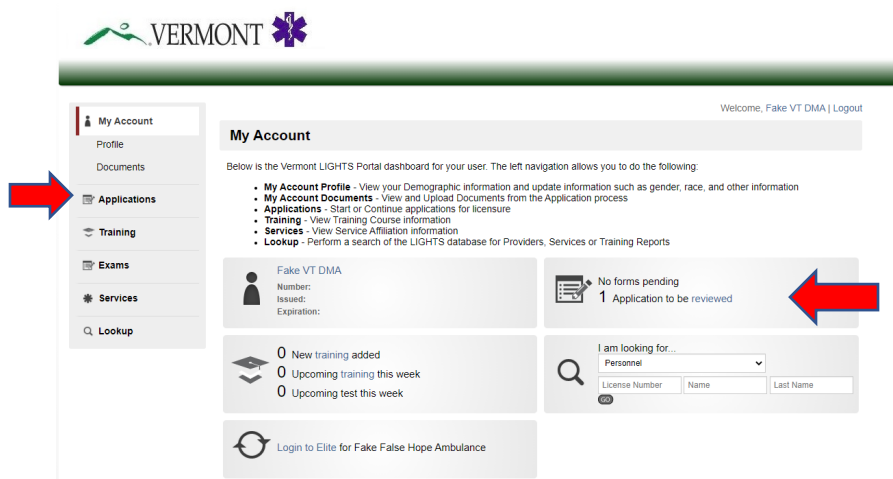 VERMONT
Welcome, Fake VT DMA | Logout
My Account
Profile
Documents
Applications
Training
Exams
Services
Lookup
My Account
Below is the Vermont LIGHTS Portal dashboard for your user. The left navigation allows you to do the following:
• My Account Profile - View your Demographic information and update information such as gender, race, and other information
• My Account Documents - View and Upload Documents from the Application process
• Applications - Start or Continue applications for licensure
• Training - View Training Course information
• Services - View Service Affiliation information
• Lookup - Perform a search of the LIGHTS database for Providers, Services or Training Reports
Fake VT DMA
Number:
Issued:
Expiration:
No forms pending
1 Application to be reviewed
0 New training added
0 Upcoming training this week
0 Upcoming test this week
I am looking for...
Personnel
License Number Name Last Name
GO
Login to Elite for Fake False Hope Ambulance